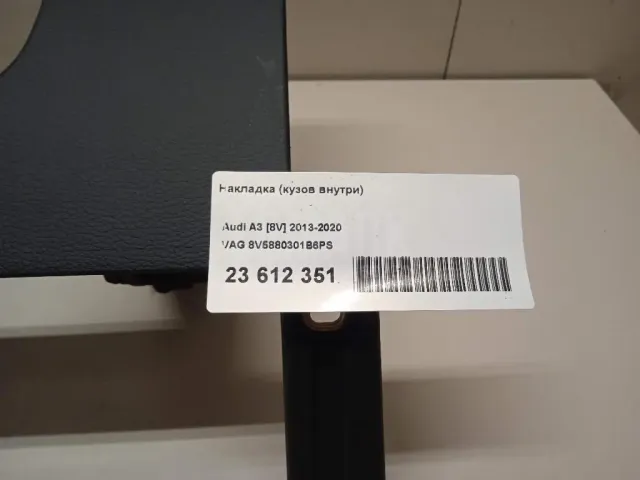 Накладка (кузов внутри)
Audi A3 [8V] 2013-2020
VAG 8V5880301B6PS
23 612 351